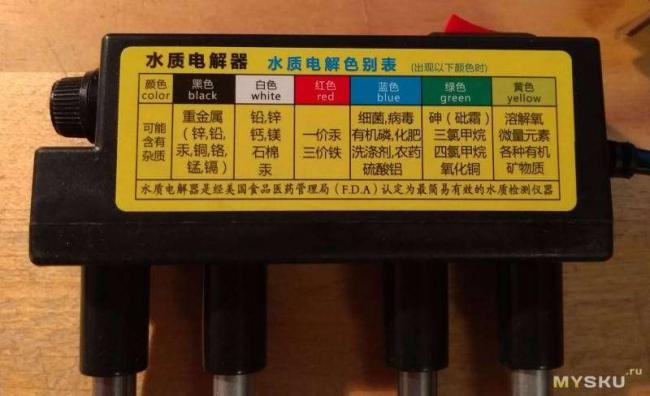 水质电解器 水质电解色别表 (出现以下颜色时)
颜色 黑色 白色 红色 蓝色 绿色 黄色
color black white red blue green yellow
可能含有杂质
重金属
(锌,铅,
汞,铜,铬,
锰,镉)
铅,锌
钙,镁
石棉
汞
一价汞
三价铁
细菌,病毒
有机磷,化肥
洗涤剂,农药
硫酸铝
砷(砒霜)
三氯甲烷
四氯甲烷
氧化铜
溶解氧
微量元素
各种有机
矿物质
水质电解器是经美国食品医药管理局(F.D.A)认定为最简易有效的水质检测仪器
MYSKU.ru